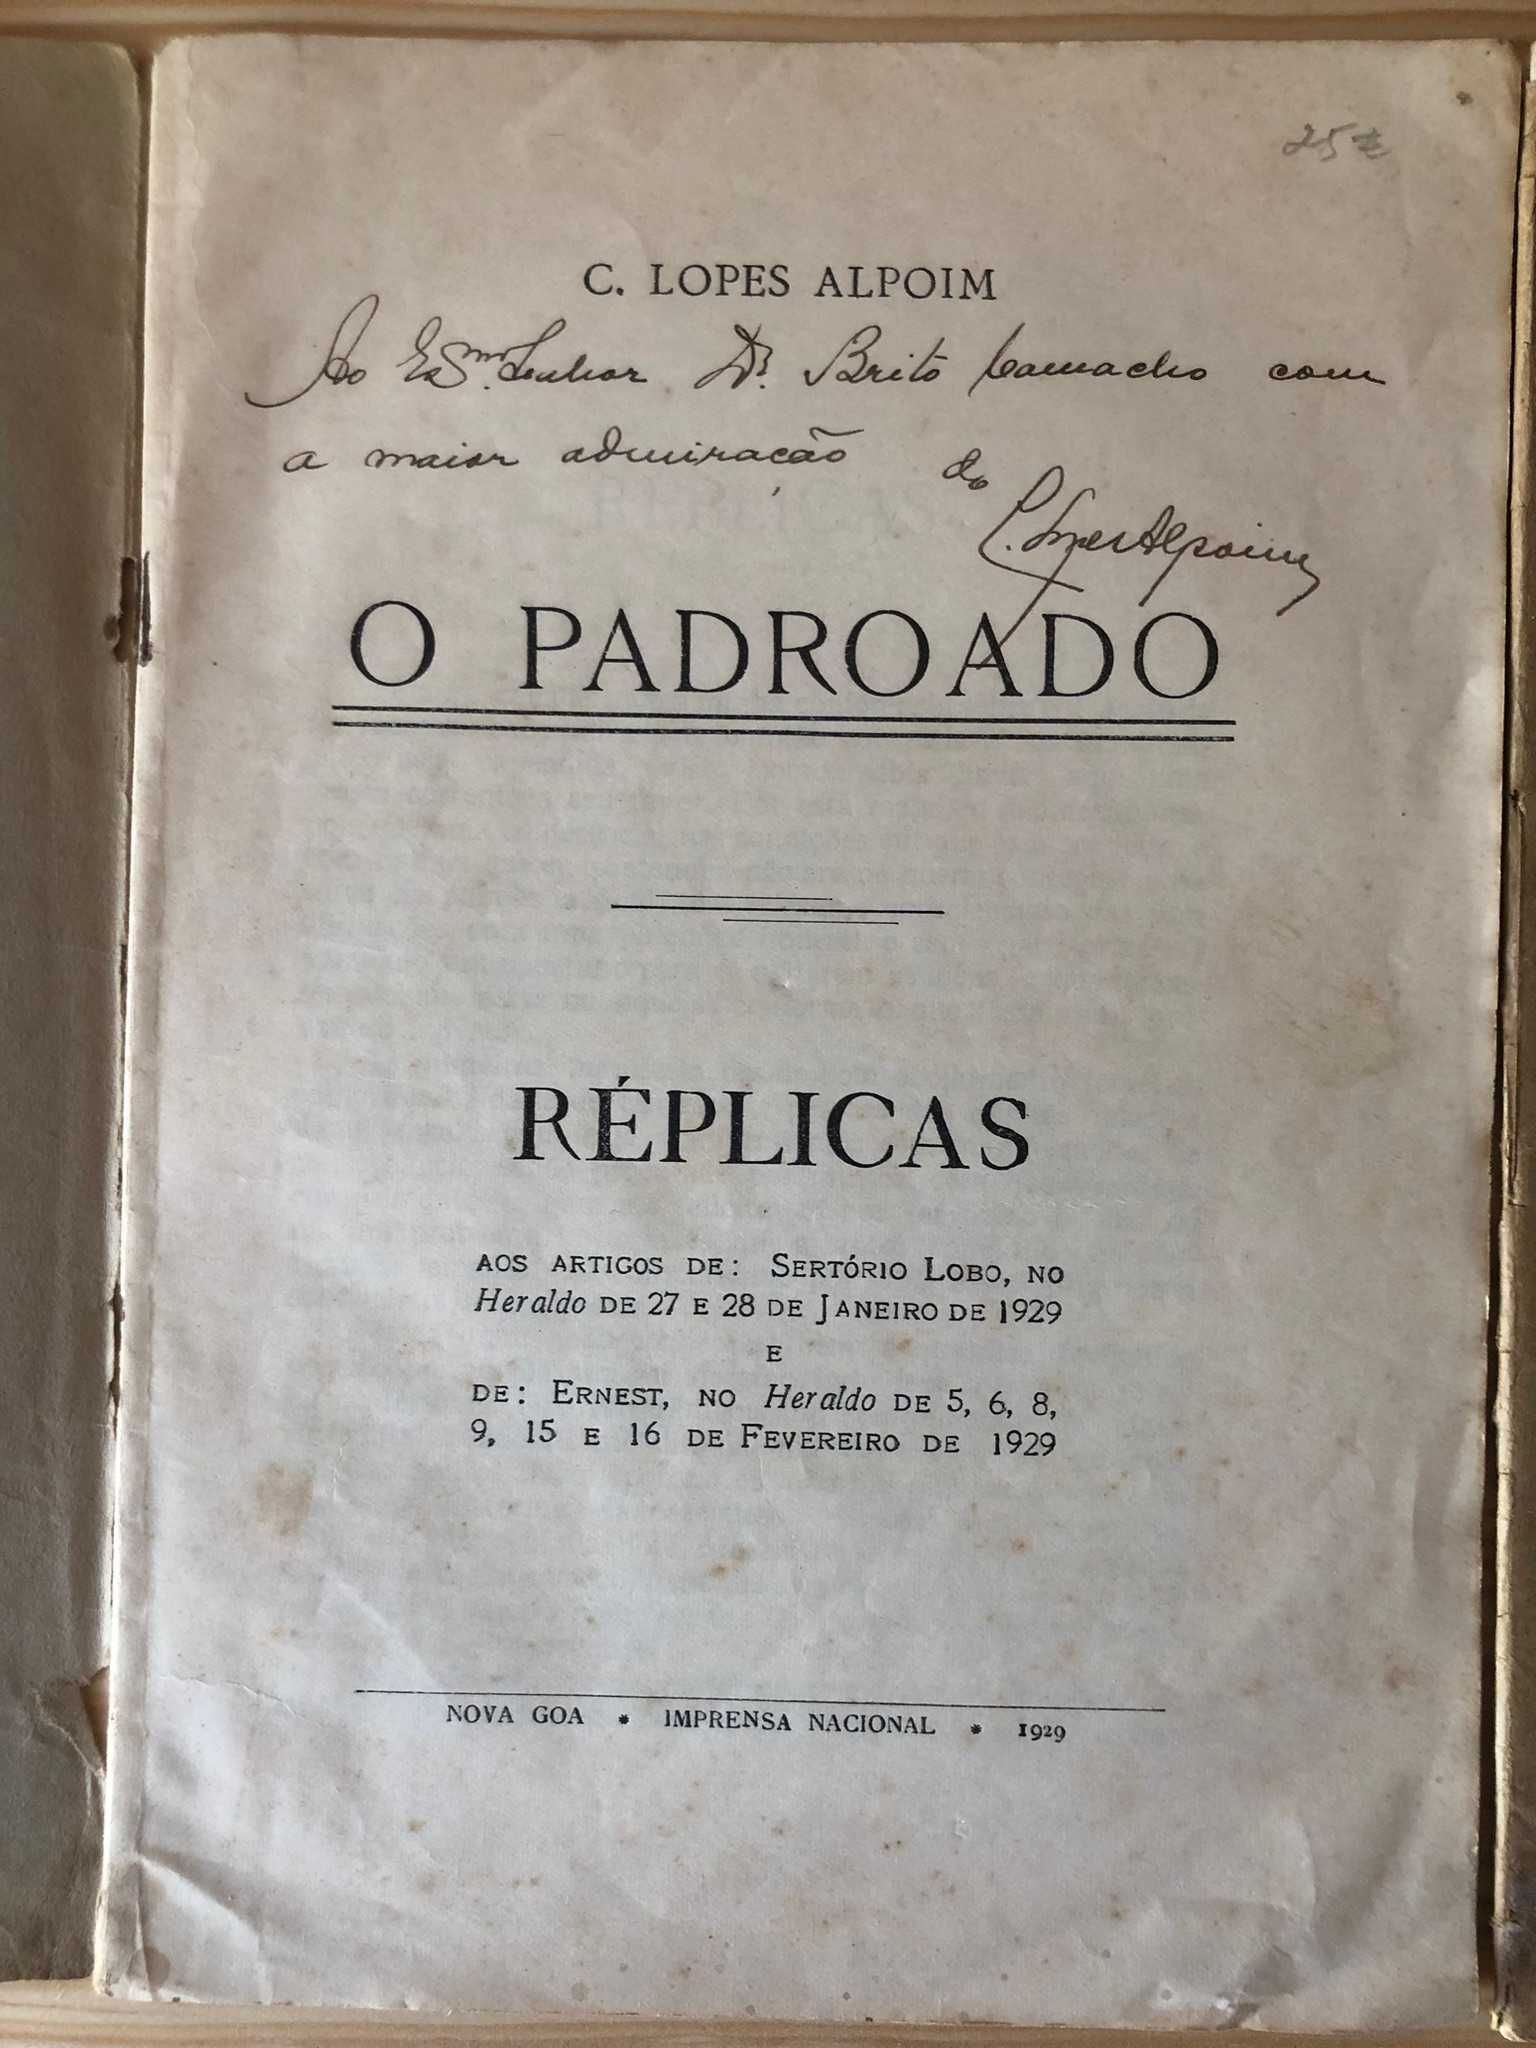 25$
C. LOPES ALPOIM
Ao Exmº. Senhor Dr. Brito Camacho com
a maior admiração do
C. Lopes Alpoim
O PADROADO
RÉPLICAS
AOS ARTIGOS DE: SERTÓRIO LOBO, NO
Heraldo DE 27 E 28 DE JANEIRO DE 1929
E
DE: ERNEST, NO Heraldo DE 5, 6, 8,
9, 15 E 16 DE FEVEREIRO DE 1929
NOVA GOA * IMPRENSA NACIONAL * 1929